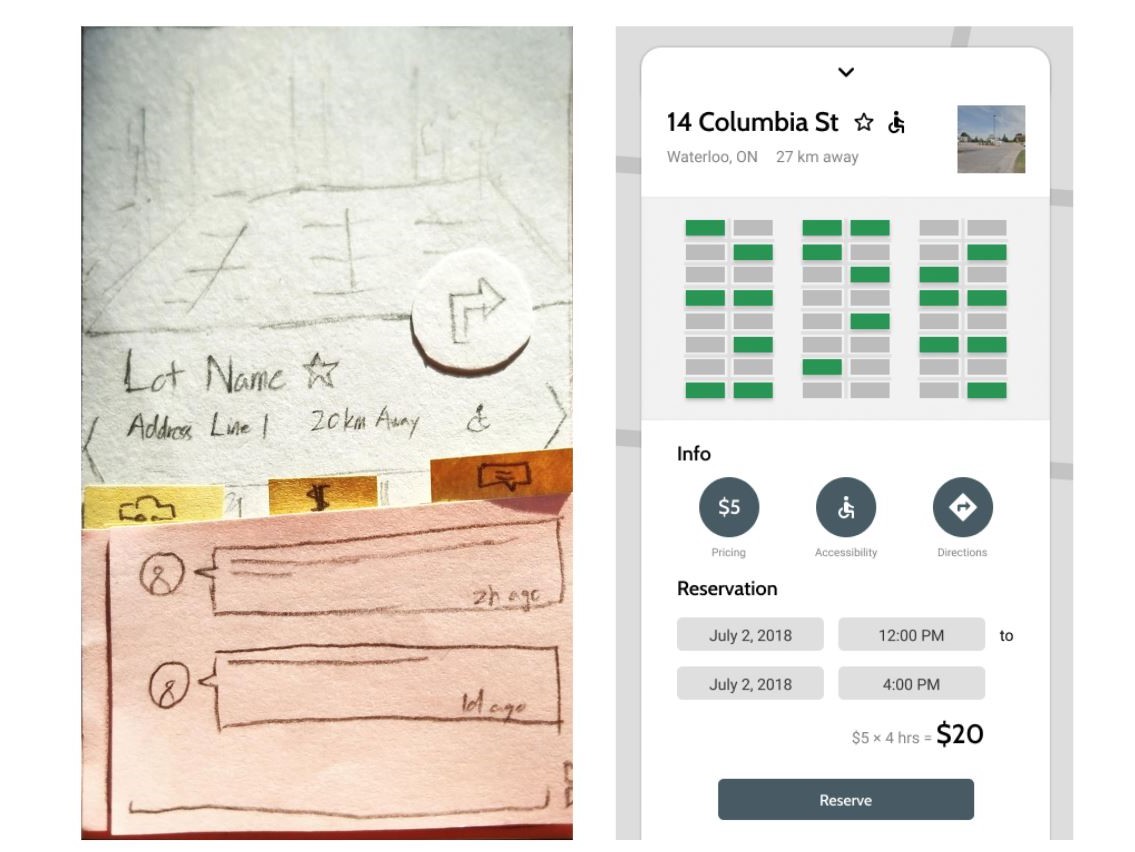 Lot Name
Address Line 1 20km Away
$
2h ago
1d ago
14 Columbia St
Waterloo, ON 27 km away
Info
$5
Pricing Accessibility Directions
Reservation
July 2, 2018 12:00 PM to
July 2, 2018 4:00 PM
$5 × 4 hrs = $20
Reserve